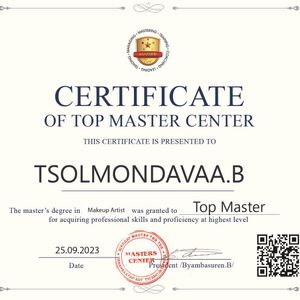 CERTIFICATE
OF TOP MASTER CENTER
THIS CERTIFICATE IS PRESENTED TO
TSOLMONDAVAA.B
The master's degree in Makeup Artist was granted to Top Master
for acquiring professional skills and professionality at highest level
25.09.2023
Date
MASTERS
CENTER
President /Byambasuren.B/